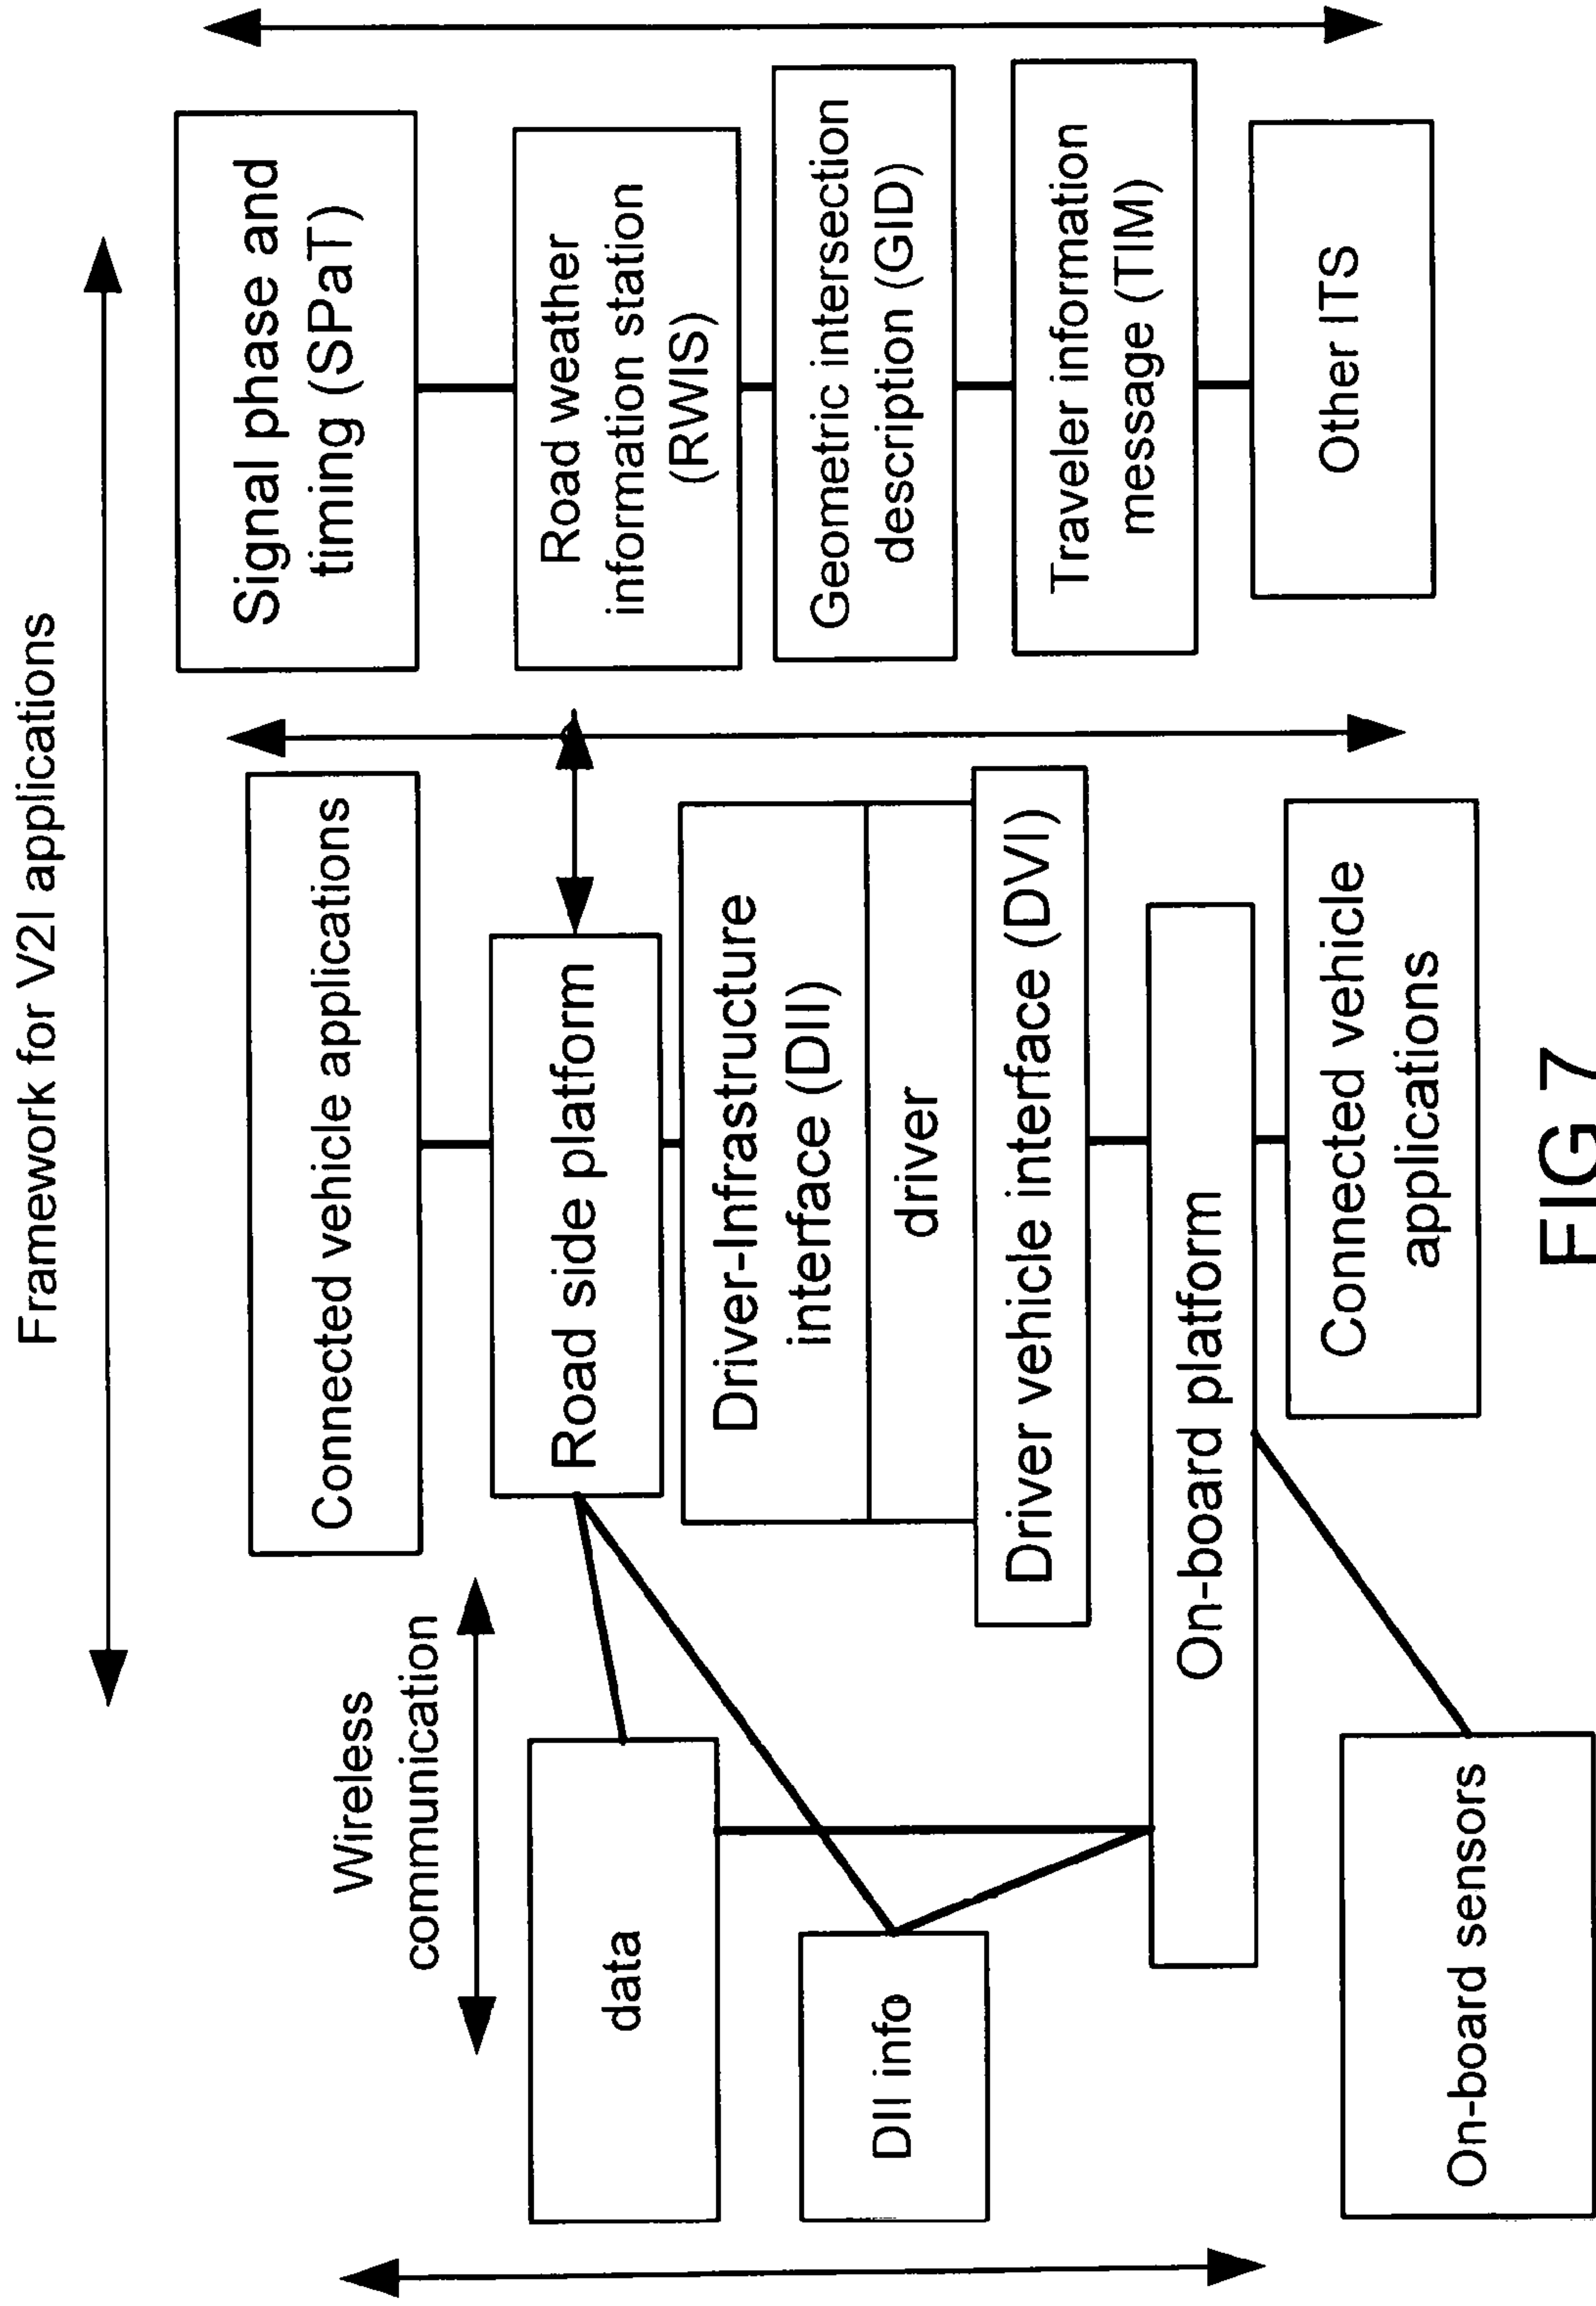 Framework for V2I applications
Wireless
communication
data
DII info
On-board sensors
Connected vehicle applications
Road side platform
Driver-Infrastructure
interface (DII)
driver
Driver vehicle interface (DVI)
On-board platform
Connected vehicle
applications
Signal phase and
timing (SPaT)
Road weather
information station
(RWIS)
Geometric intersection
description (GID)
Traveler information
message (TIM)
Other ITS
FIG 7